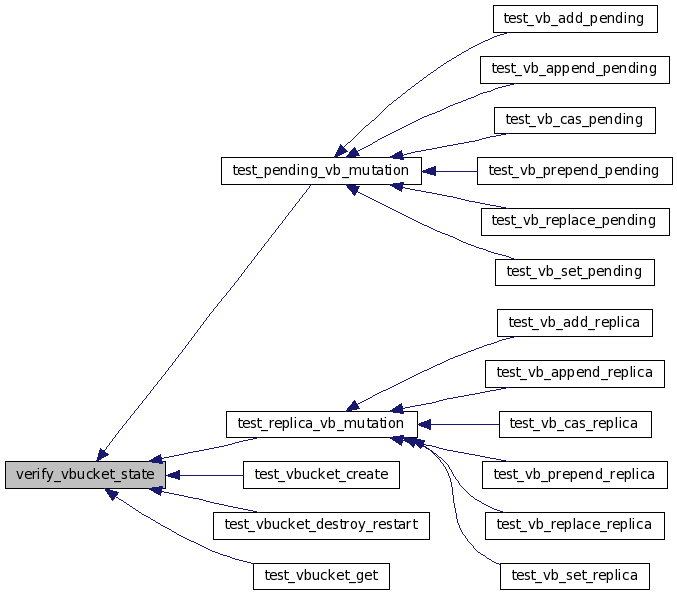 test_vb_add_pending
test_vb_append_pending
test_vb_cas_pending
test_pending_vb_mutation
test_vb_prepend_pending
test_vb_replace_pending
test_vb_set_pending
test_vb_add_replica
test_vb_append_replica
test_replica_vb_mutation
test_vb_cas_replica
verify_vbucket_state
test_vbucket_create
test_vb_prepend_replica
test_vbucket_destroy_restart
test_vb_replace_replica
test_vbucket_get
test_vb_set_replica